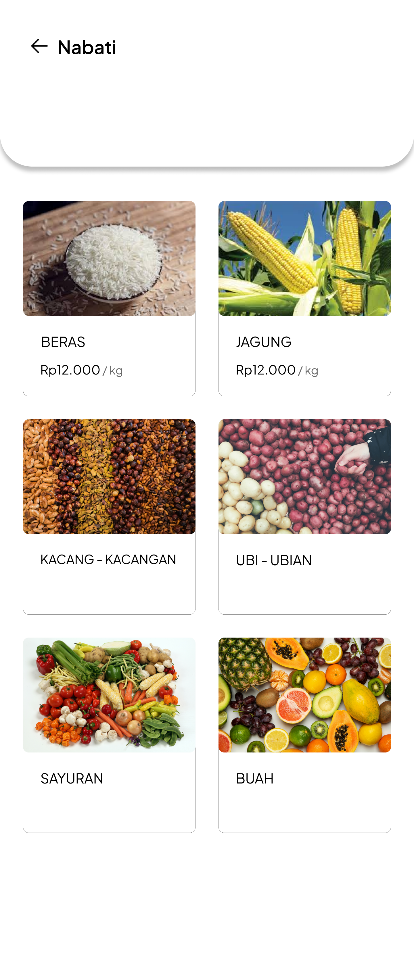 Nabati
BERAS
Rp12.000 / kg
JAGUNG
Rp12.000 / kg
KACANG - KACANGAN
UBI - UBIAN
SAYURAN
BUAH